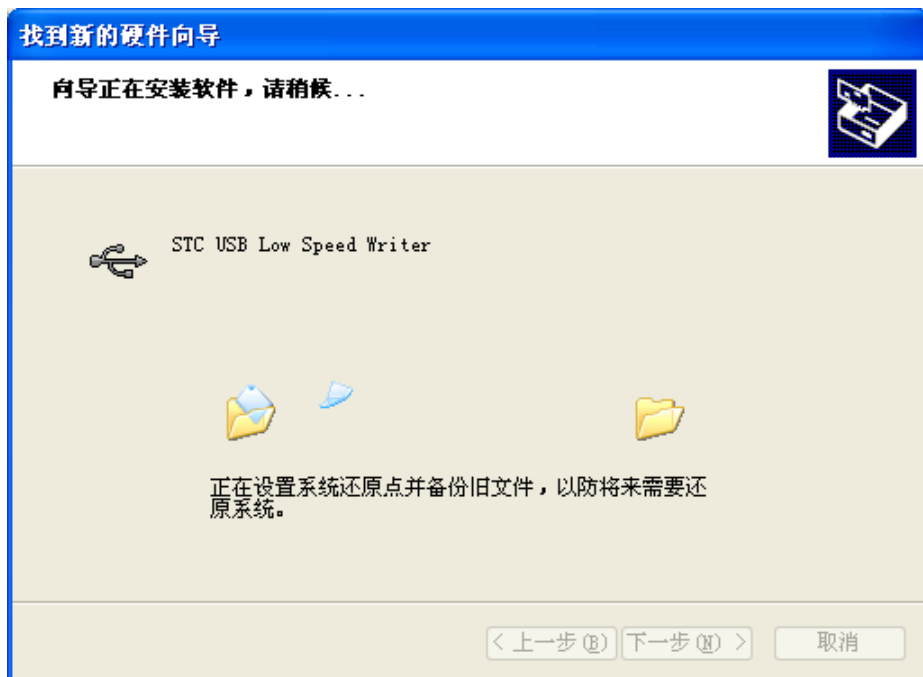 找到新的硬件向导
向导正在安装软件，请稍候...
STC USB Low Speed Writer
正在设置系统还原点并备份旧文件，以防将来需要还
原系统。
< 上一步(B) 下一步(N) > 取消